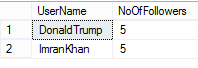 UserName NoOfFollowers
1 DonaldTrump 5
2 ImranKhan 5